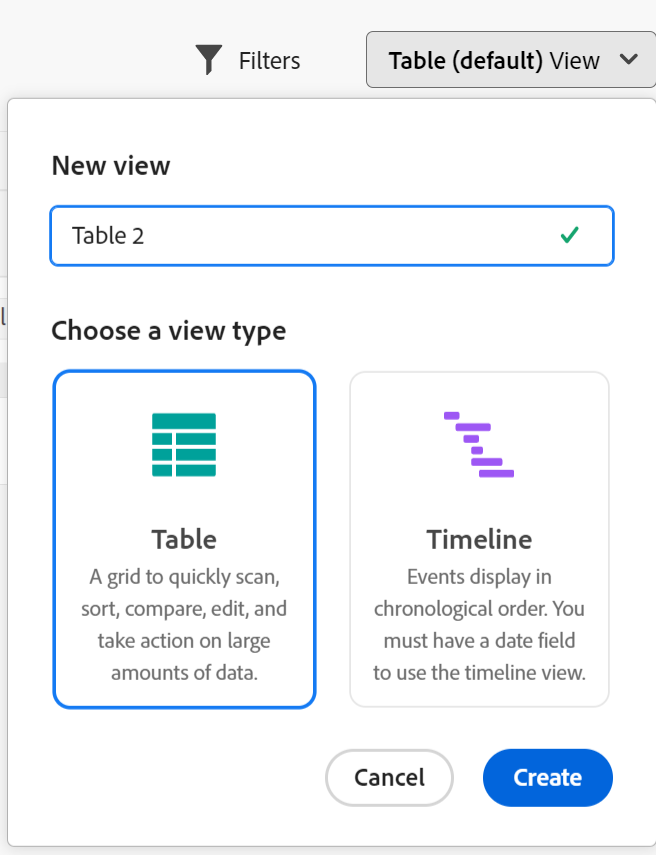 Filters
Table (default) View
New view
Table 2
Choose a view type
Table
A grid to quickly scan,
sort, compare, edit, and
take action on large
amounts of data.
Timeline
Events display in
chronological order. You
must have a date field
to use the timeline view.
Cancel
Create